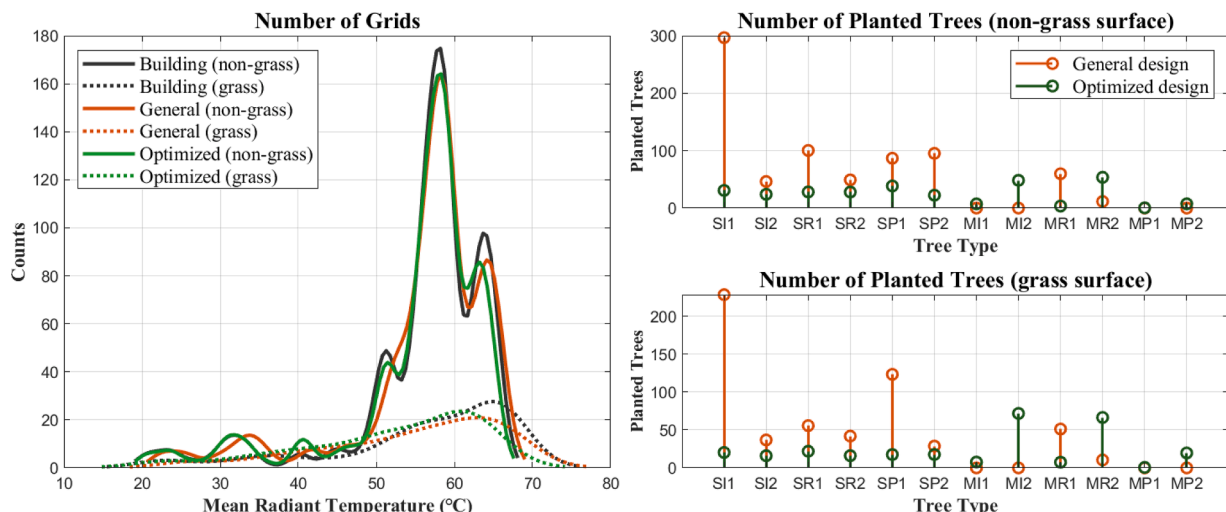 Number of Grids
180
160
140
120
100
80
60
40
20
0
Counts
Building (non-grass)
Building (grass)
General (non-grass)
General (grass)
Optimized (non-grass)
Optimized (grass)
10 20 30 40 50 60 70 80
Mean Radiant Temperature (°C)
Number of Planted Trees (non-grass surface)
300
200
100
0
Planted Trees
General design
Optimized design
SI1 SI2 SR1 SR2 SP1 SP2 MI1 MI2 MR1 MR2 MP1 MP2
Tree Type
Number of Planted Trees (grass surface)
200
150
100
50
0
Planted Trees
SI1 SI2 SR1 SR2 SP1 SP2 MI1 MI2 MR1 MR2 MP1 MP2
Tree Type